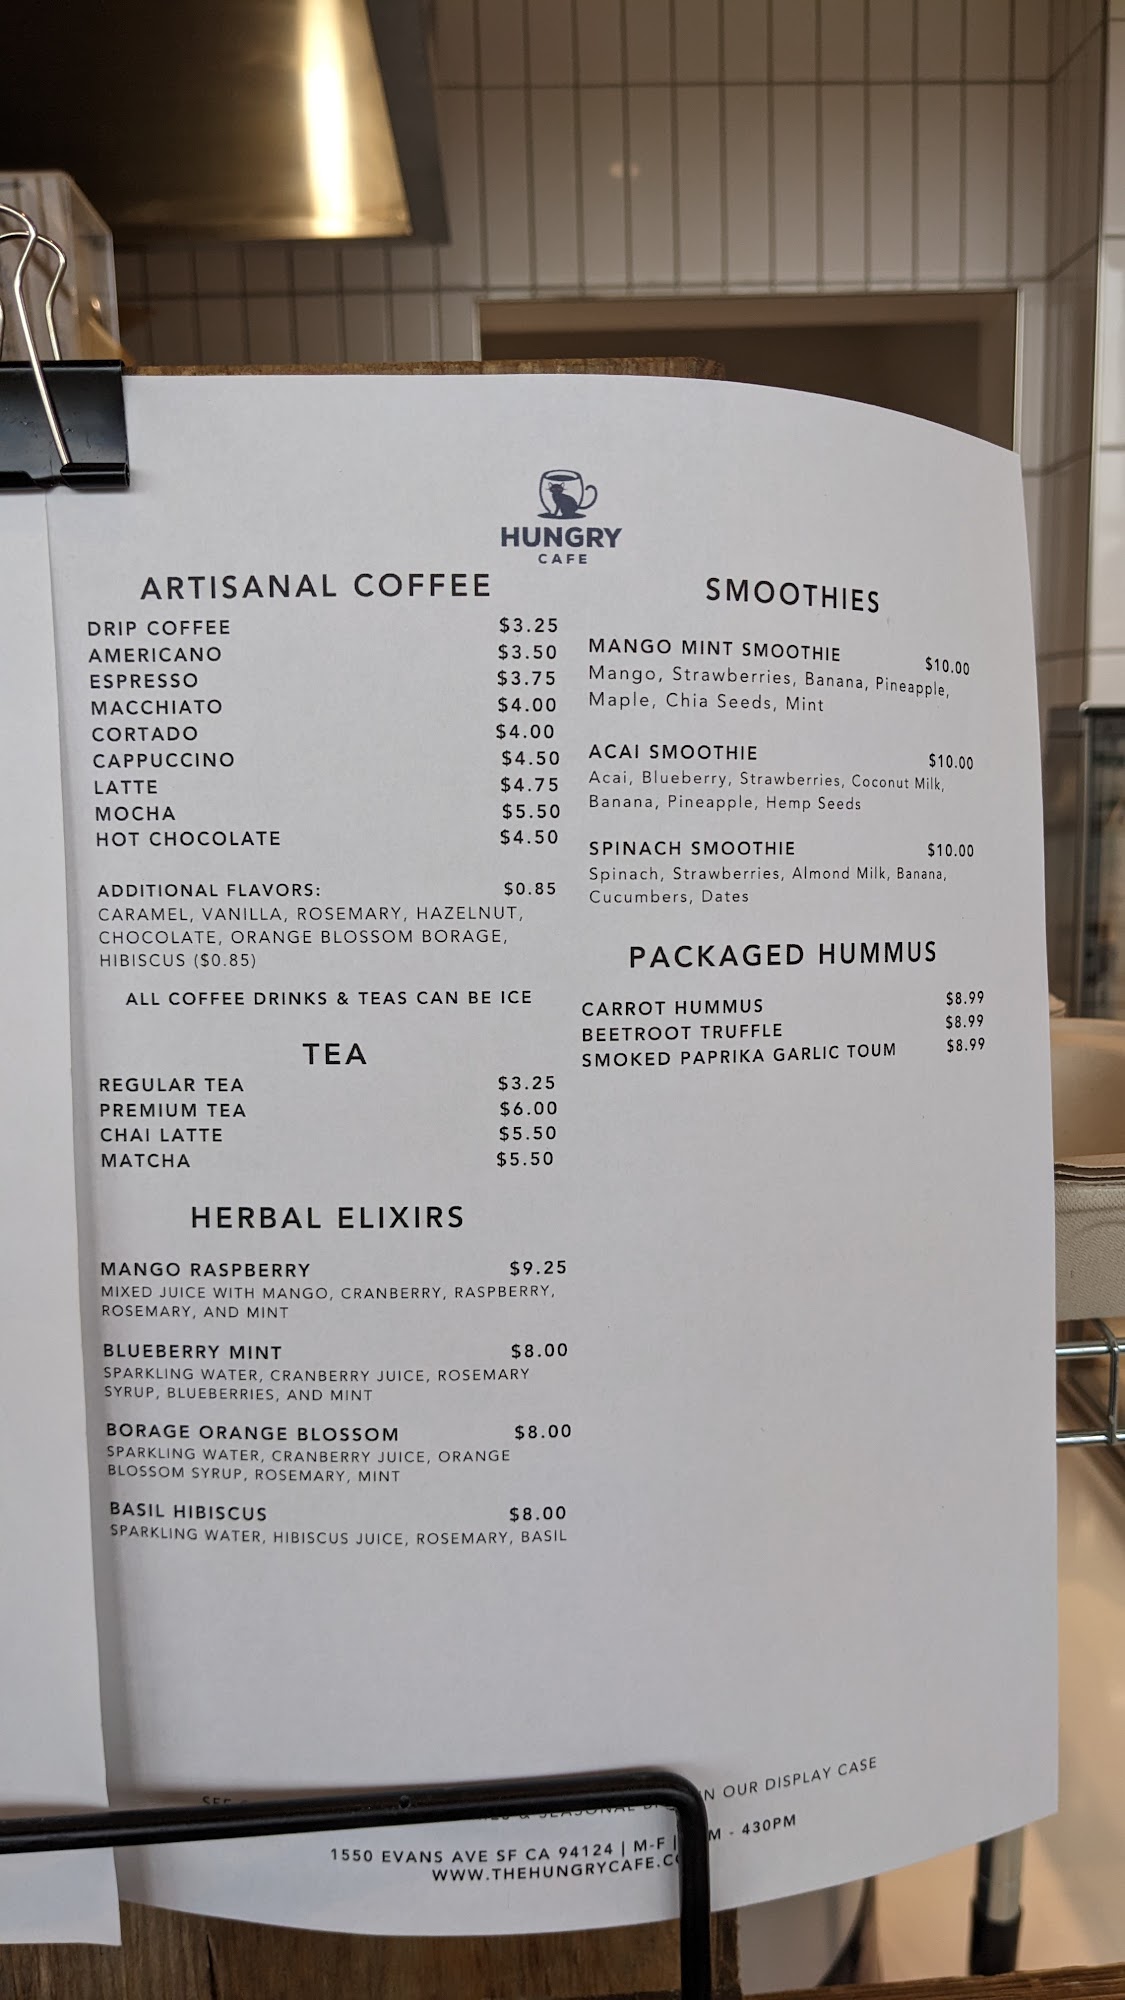 HUNGRY
CAFE
ARTISANAL COFFEE
DRIP COFFEE $3.25
AMERICANO $3.50
ESPRESSO $3.75
MACCHIATO $4.00
CORTADO $4.00
CAPPUCCINO $4.50
LATTE $4.75
MOCHA $5.50
HOT CHOCOLATE $4.50
ADDITIONAL FLAVORS: $0.85
CARAMEL, VANILLA, ROSEMARY, HAZELNUT,
CHOCOLATE, ORANGE BLOSSOM BORAGE,
HIBISCUS ($0.85)
ALL COFFEE DRINKS & TEAS CAN BE ICE
TEA
REGULAR TEA $3.25
PREMIUM TEA $6.00
CHAI LATTE $5.50
MATCHA $5.50
HERBAL ELIXIRS
MANGO RASPBERRY $9.25
MIXED JUICE WITH MANGO, CRANBERRY, RASPBERRY,
ROSEMARY, AND MINT
BLUEBERRY MINT $8.00
SPARKLING WATER, CRANBERRY JUICE, ROSEMARY
SYRUP, BLUEBERRIES, AND MINT
BORAGE ORANGE BLOSSOM $8.00
SPARKLING WATER, CRANBERRY JUICE, ORANGE
BLOSSOM SYRUP, ROSEMARY, MINT
BASIL HIBISCUS $8.00
SPARKLING WATER, HIBISCUS JUICE, ROSEMARY, BASIL
SMOOTHIES
MANGO MINT SMOOTHIE $10.00
Mango, Strawberries, Banana, Pineapple,
Maple, Chia Seeds, Mint
ACAI SMOOTHIE $10.00
Acai, Blueberry, Strawberries, Coconut Milk,
Banana, Pineapple, Hemp Seeds
SPINACH SMOOTHIE $10.00
Spinach, Strawberries, Almond Milk, Banana,
Cucumbers, Dates
PACKAGED HUMMUS
CARROT HUMMUS $8.99
BEETROOT TRUFFLE $8.99
SMOKED PAPRIKA GARLIC TOUM $8.99
& SEASONAL IN OUR DISPLAY CASE
1550 EVANS AVE SF CA 94124 | M-F | M - 430PM
WWW.THEHUNGRYCAFE.C